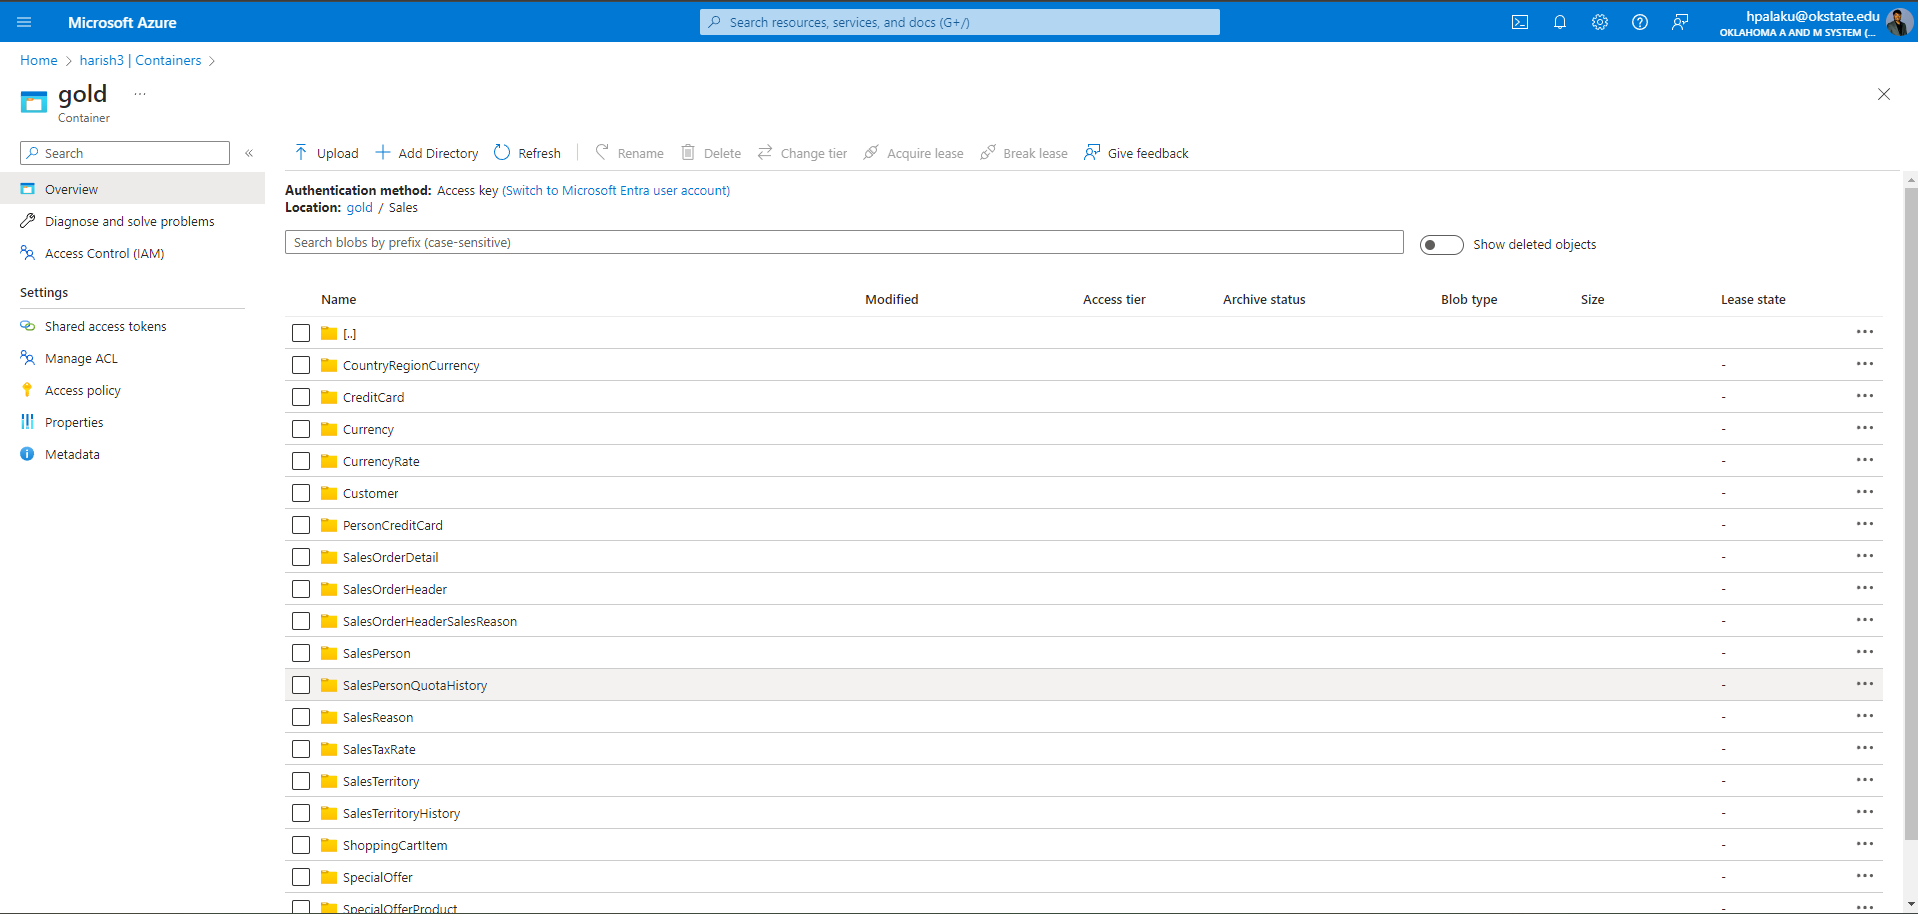 Microsoft Azure
Search resources, services, and docs (G+/)
hpalaku@okstate.edu
OKLAHOMA A AND M SYSTEM (...
Home > harish3 | Containers >
gold ...
Container
Search «
Overview
Diagnose and solve problems
Access Control (IAM)
Settings
Shared access tokens
Manage ACL
Access policy
Properties
Metadata
Upload Add Directory Refresh Rename Delete Change tier Acquire lease Break lease Give feedback
Authentication method: Access key (Switch to Microsoft Entra user account)
Location: gold / Sales
Search blobs by prefix (case-sensitive)
Show deleted objects
Name Modified Access tier Archive status Blob type Size Lease state
[..]
CountryRegionCurrency -
CreditCard -
Currency -
CurrencyRate -
Customer -
PersonCreditCard -
SalesOrderDetail -
SalesOrderHeader -
SalesOrderHeaderSalesReason -
SalesPerson -
SalesPersonQuotaHistory -
SalesReason -
SalesTaxRate -
SalesTerritory -
SalesTerritoryHistory -
ShoppingCartItem -
SpecialOffer -
SpecialOfferProduct